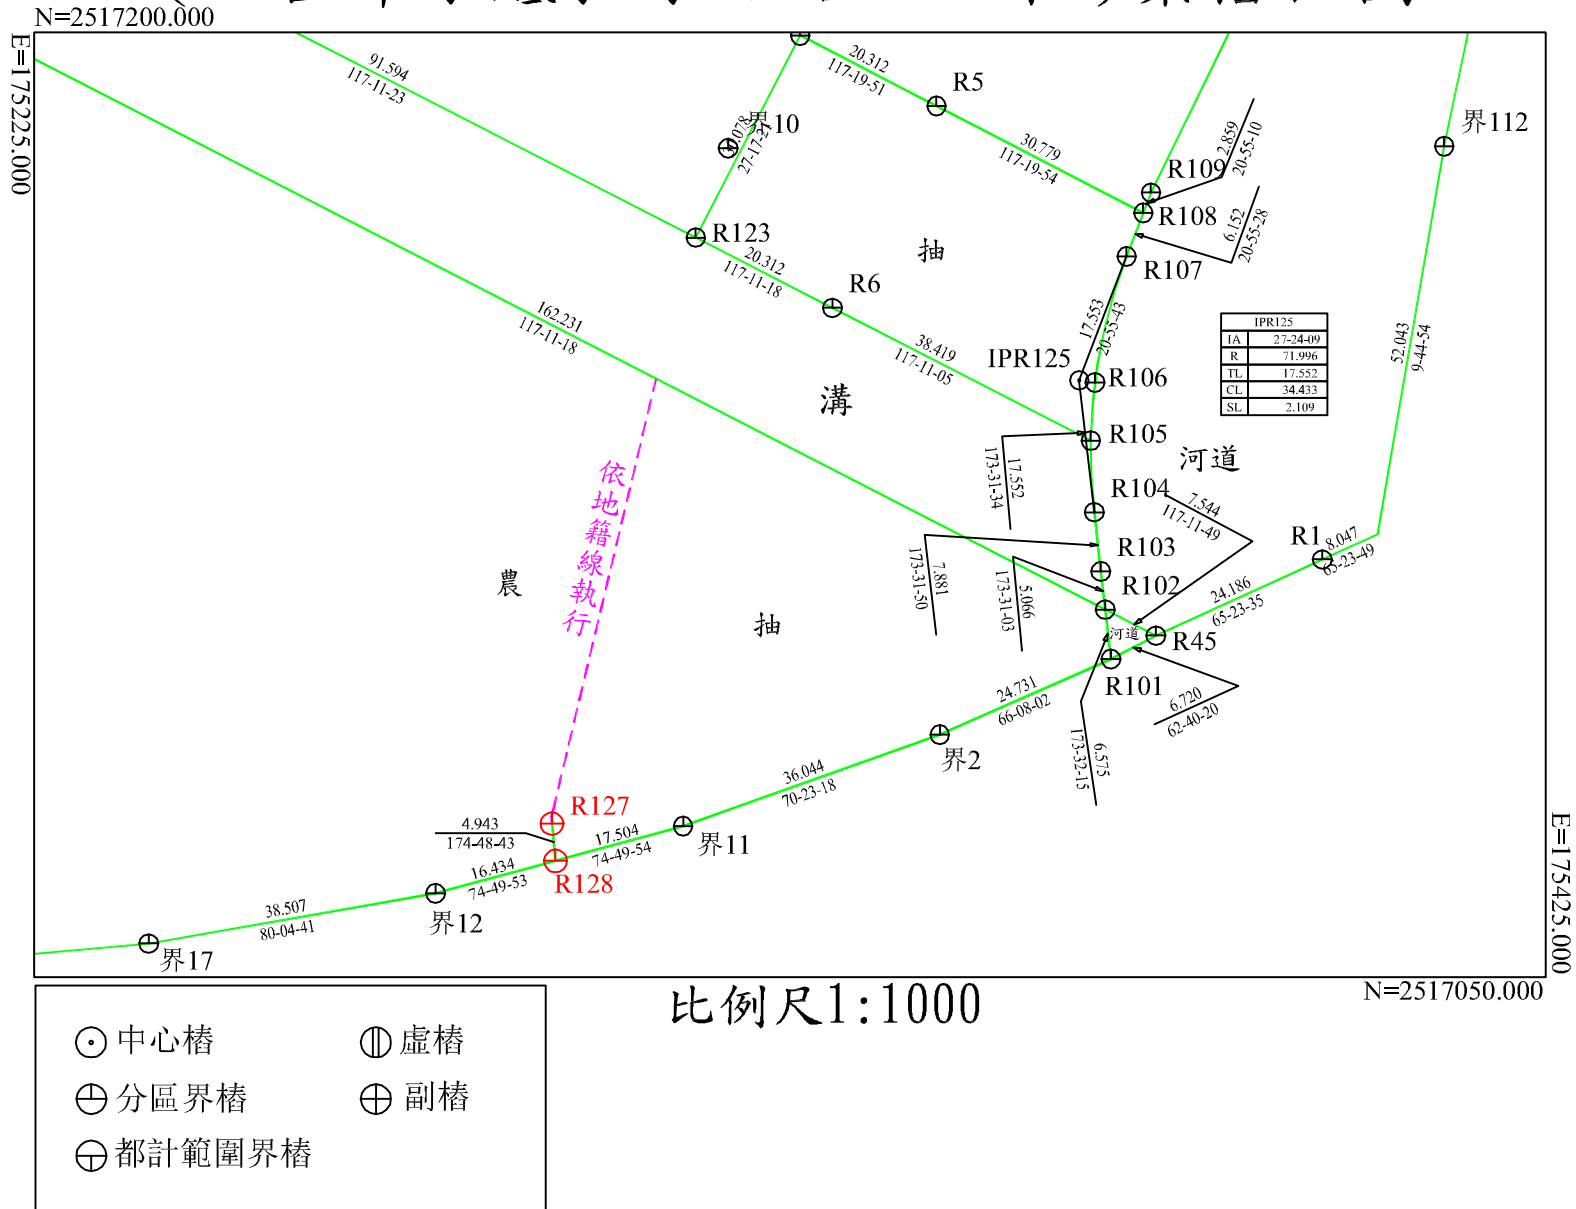 N=2517200.000
E=175225.000
91.594
117-11-23
20.312
117-19-51
R5
界10
27-17-27
30.779
117-19-54
2.859
20-55-10
界112
R109
R108
6.152
20-55-28
R107
R123
抽
20.312
117-11-18
R6
162.231
117-11-18
17.553
20-55-43
38.419
117-11-05
IPR125
R106
IPR125
IA 27-24-09
R 71.996
TL 17.552
CL 34.433
SL 2.109
52.043
9-44-54
溝
R105
河道
17.552
173-31-34
R104
7.544
117-11-49
依地籍線執行
R1
8.047
65-23-49
R103
7.881
173-31-50
5.066
173-31-03
R102
農
抽
24.186
65-23-35
河道
R45
R101
24.731
66-08-02
6.720
62-40-20
6.575
173-32-15
界2
36.044
70-23-18
R127
4.943
174-48-43
17.504
74-49-54
界11
16.434
74-49-53
R128
38.507
80-04-41
界12
界17
E=175425.000
N=2517050.000
比例尺1:1000
中心樁
虛樁
分區界樁
副樁
都計範圍界樁